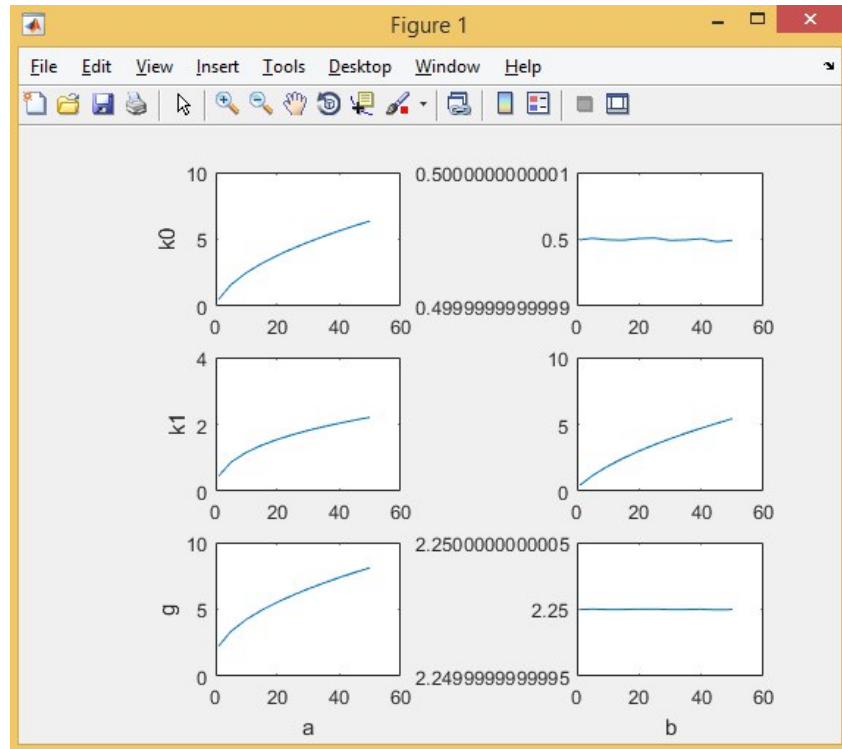 Figure 1
File Edit View Insert Tools Desktop Window Help
10 0.5000000000001
k0 5 0.5
0 0.4999999999999
0 20 40 60 0 20 40 60
4 10
k1 2 5
0 0
0 20 40 60 0 20 40 60
10 2.2500000000005
g 5 2.25
0 2.2499999999995
0 20 40 60 0 20 40 60
a b